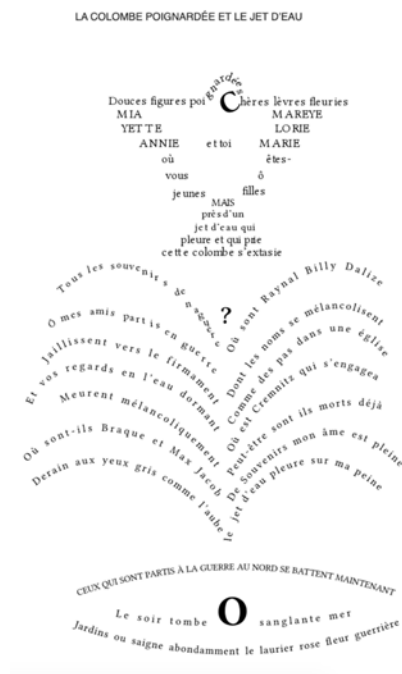 LA COLOMBE POIGNARDÉE ET LE JET D'EAU
Douces figures poignardées Chères lèvres fleuries
MIA MAREYE
YETTE LORIE
ANNIE et toi MARIE
où êtes-
vous ô
jeunes filles
MAIS
près d'un
jet d'eau qui
pleure et qui prie
cette colombe s'extasie
Tous les souvenirs de naguère
?
Ô mes amis partis en guerre
Jaillissent vers le firmament
Et vos regards en l'eau dormant
Meurent mélancoliquement
Où sont-ils Braque et Max Jacob
Derain aux yeux gris comme l'aube
Où sont Raynal Billy Dalize
Dont les noms se mélancolisent
Comme des pas dans une église
Où est Cremnitz qui s'engagea
Peut-être sont ils morts déjà
De Souvenirs mon âme est pleine
le jet d'eau pleure sur ma peine
CEUX QUI SONT PARTIS À LA GUERRE AU NORD SE BATTENT MAINTENANT
Le soir tombe O sanglante mer
Jardins ou saigne abondamment le laurier rose fleur guerrière